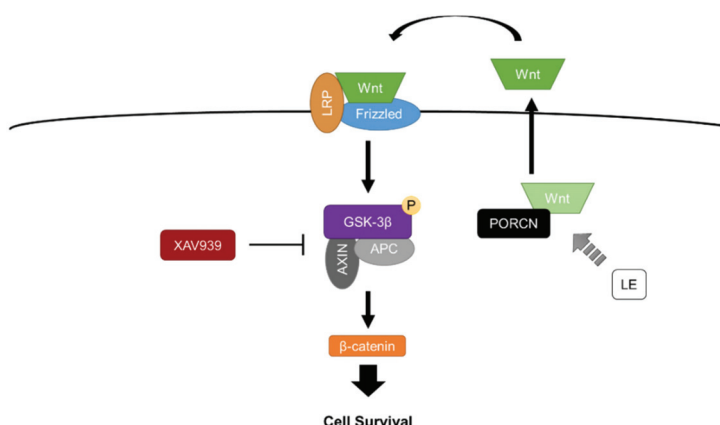 Wnt
Wnt
LRP
Frizzled
Wnt
P
GSK-3β
PORCN
XAV939
AXIN
APC
LE
β-catenin
Cell Survival